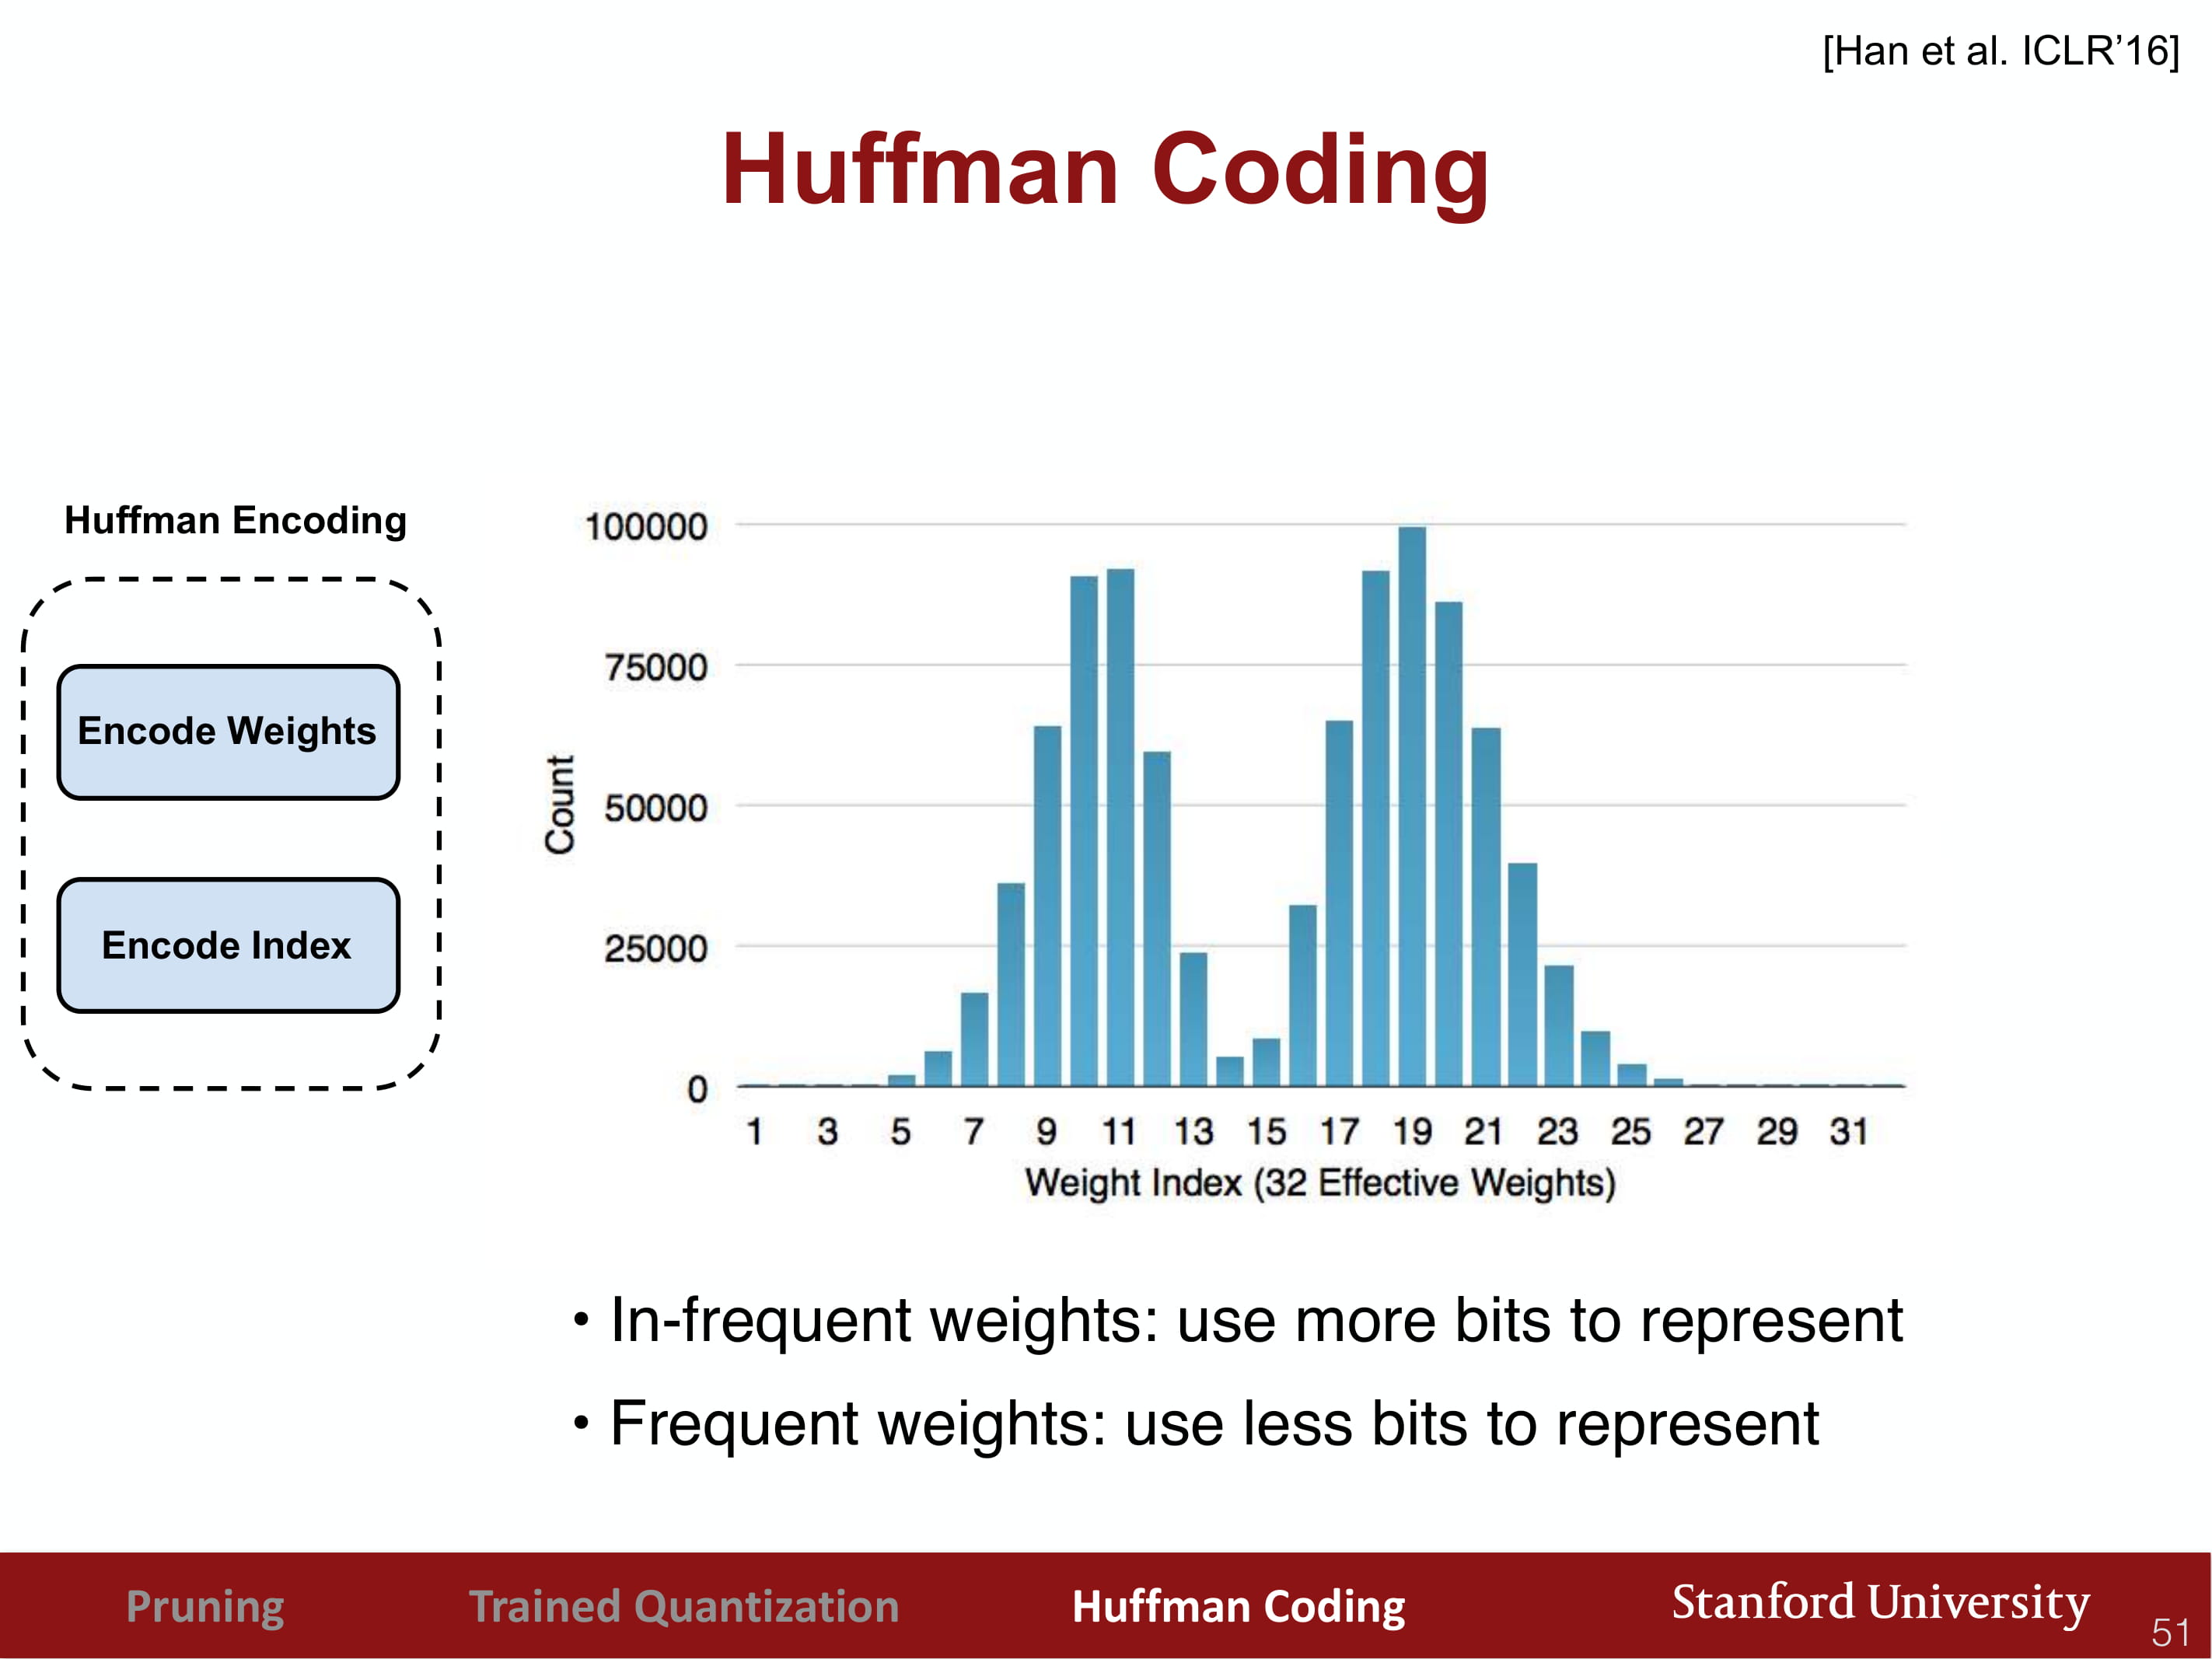 [Han et al. ICLR’16]
Huffman Coding
Huffman Encoding
Encode Weights
Encode Index
100000
75000
50000
25000
0
Count
1 3 5 7 9 11 13 15 17 19 21 23 25 27 29 31
Weight Index (32 Effective Weights)
• In-frequent weights: use more bits to represent
• Frequent weights: use less bits to represent
Pruning Trained Quantization Huffman Coding Stanford University 51